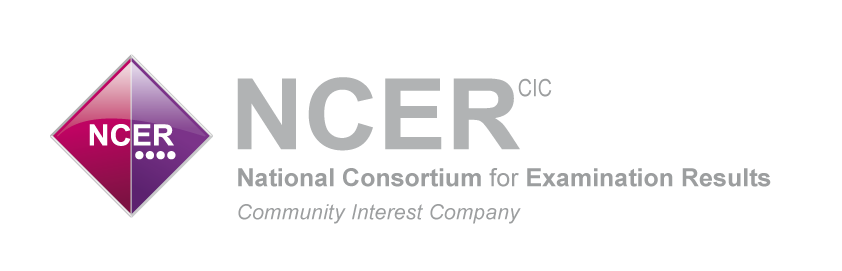 NCER
NCER CIC
National Consortium for Examination Results
Community Interest Company